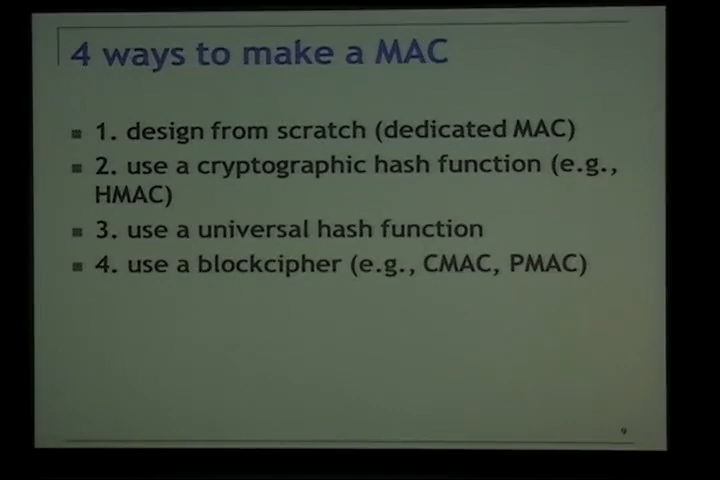 4 ways to make a MAC
1. design from scratch (dedicated MAC)
2. use a cryptographic hash function (e.g.,
HMAC)
3. use a universal hash function
4. use a blockcipher (e.g., CMAC, PMAC)
9